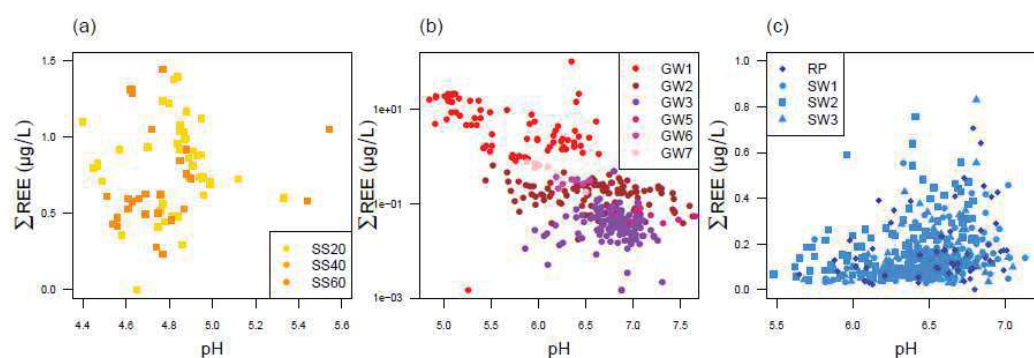 (a)
∑REE (µg/L)
1.5
1.0
0.5
0.0
4.4 4.6 4.8 5.0 5.2 5.4 5.6
pH
SS20
SS40
SS60
(b)
∑REE (µg/L)
1e+01
1e−01
1e−03
5.0 5.5 6.0 6.5 7.0 7.5
pH
GW1
GW2
GW3
GW5
GW6
GW7
(c)
∑REE (µg/L)
1.0
0.8
0.6
0.4
0.2
0.0
5.5 6.0 6.5 7.0
pH
RP
SW1
SW2
SW3